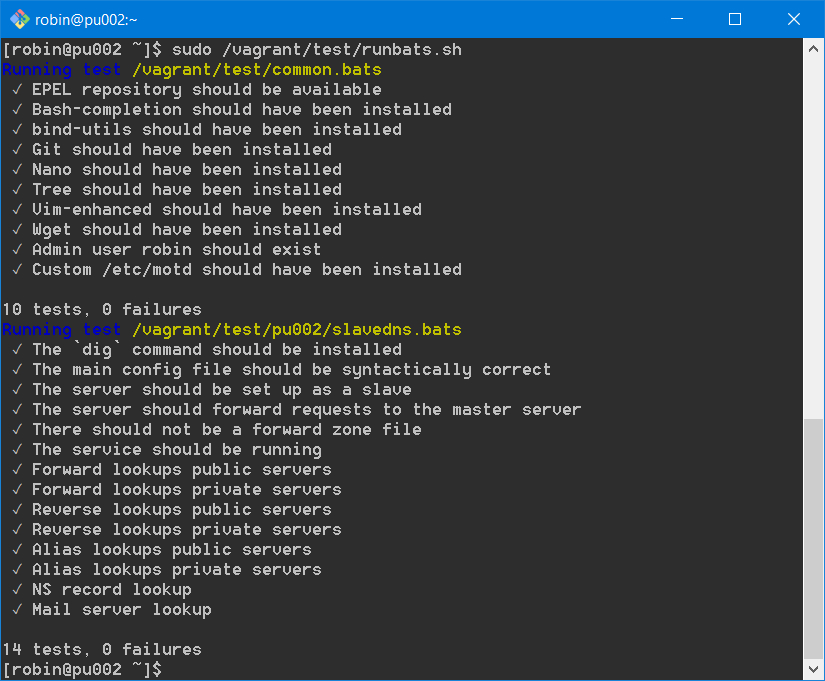 robin@pu002:~
[robin@pu002 ~]$ sudo /vagrant/test/runbats.sh
Running test /vagrant/test/common.bats
✓ EPEL repository should be available
✓ Bash-completion should have been installed
✓ bind-utils should have been installed
✓ Git should have been installed
✓ Nano should have been installed
✓ Tree should have been installed
✓ Vim-enhanced should have been installed
✓ Wget should have been installed
✓ Admin user robin should exist
✓ Custom /etc/motd should have been installed
10 tests, 0 failures
Running test /vagrant/test/pu002/slavedns.bats
✓ The `dig` command should be installed
✓ The main config file should be syntactically correct
✓ The server should be set up as a slave
✓ The server should forward requests to the master server
✓ There should not be a forward zone file
✓ The service should be running
✓ Forward lookups public servers
✓ Forward lookups private servers
✓ Reverse lookups public servers
✓ Reverse lookups private servers
✓ Alias lookups public servers
✓ Alias lookups private servers
✓ NS record lookup
✓ Mail server lookup
14 tests, 0 failures
[robin@pu002 ~]$